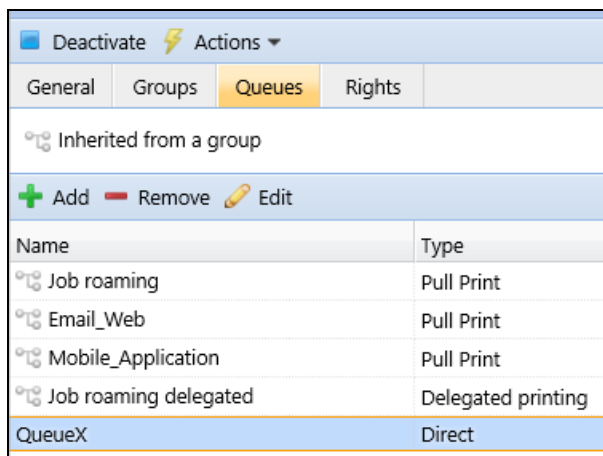 Deactivate Actions
General Groups Queues Rights
Inherited from a group
Add Remove Edit
Name Type
Job roaming Pull Print
Email_Web Pull Print
Mobile_Application Pull Print
Job roaming delegated Delegated printing
QueueX Direct